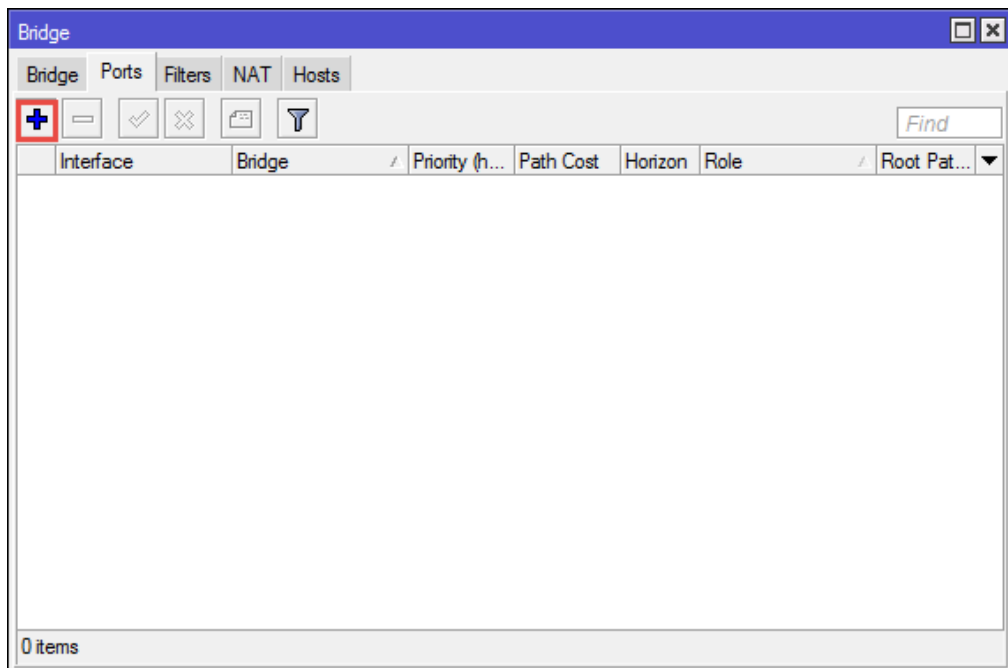 Bridge
Bridge Ports Filters NAT Hosts
Find
Interface Bridge Priority (h... Path Cost Horizon Role Root Pat...
0 items